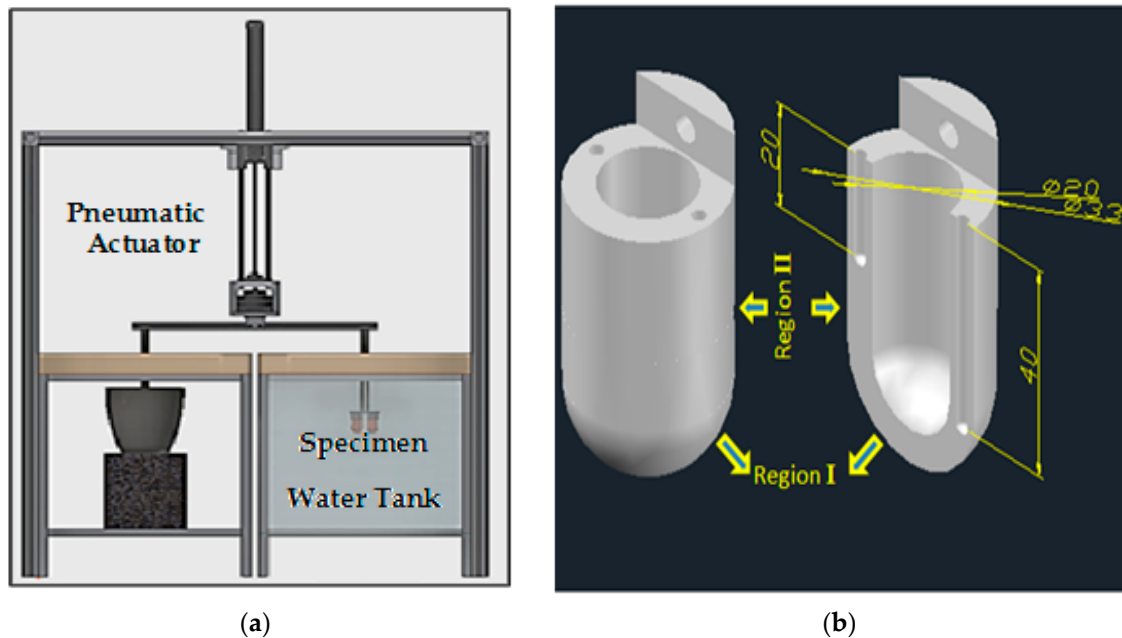 Pneumatic
Actuator
Specimen
Water Tank
20
ø20
ø33
Region II
40
Region I
(a)
(b)